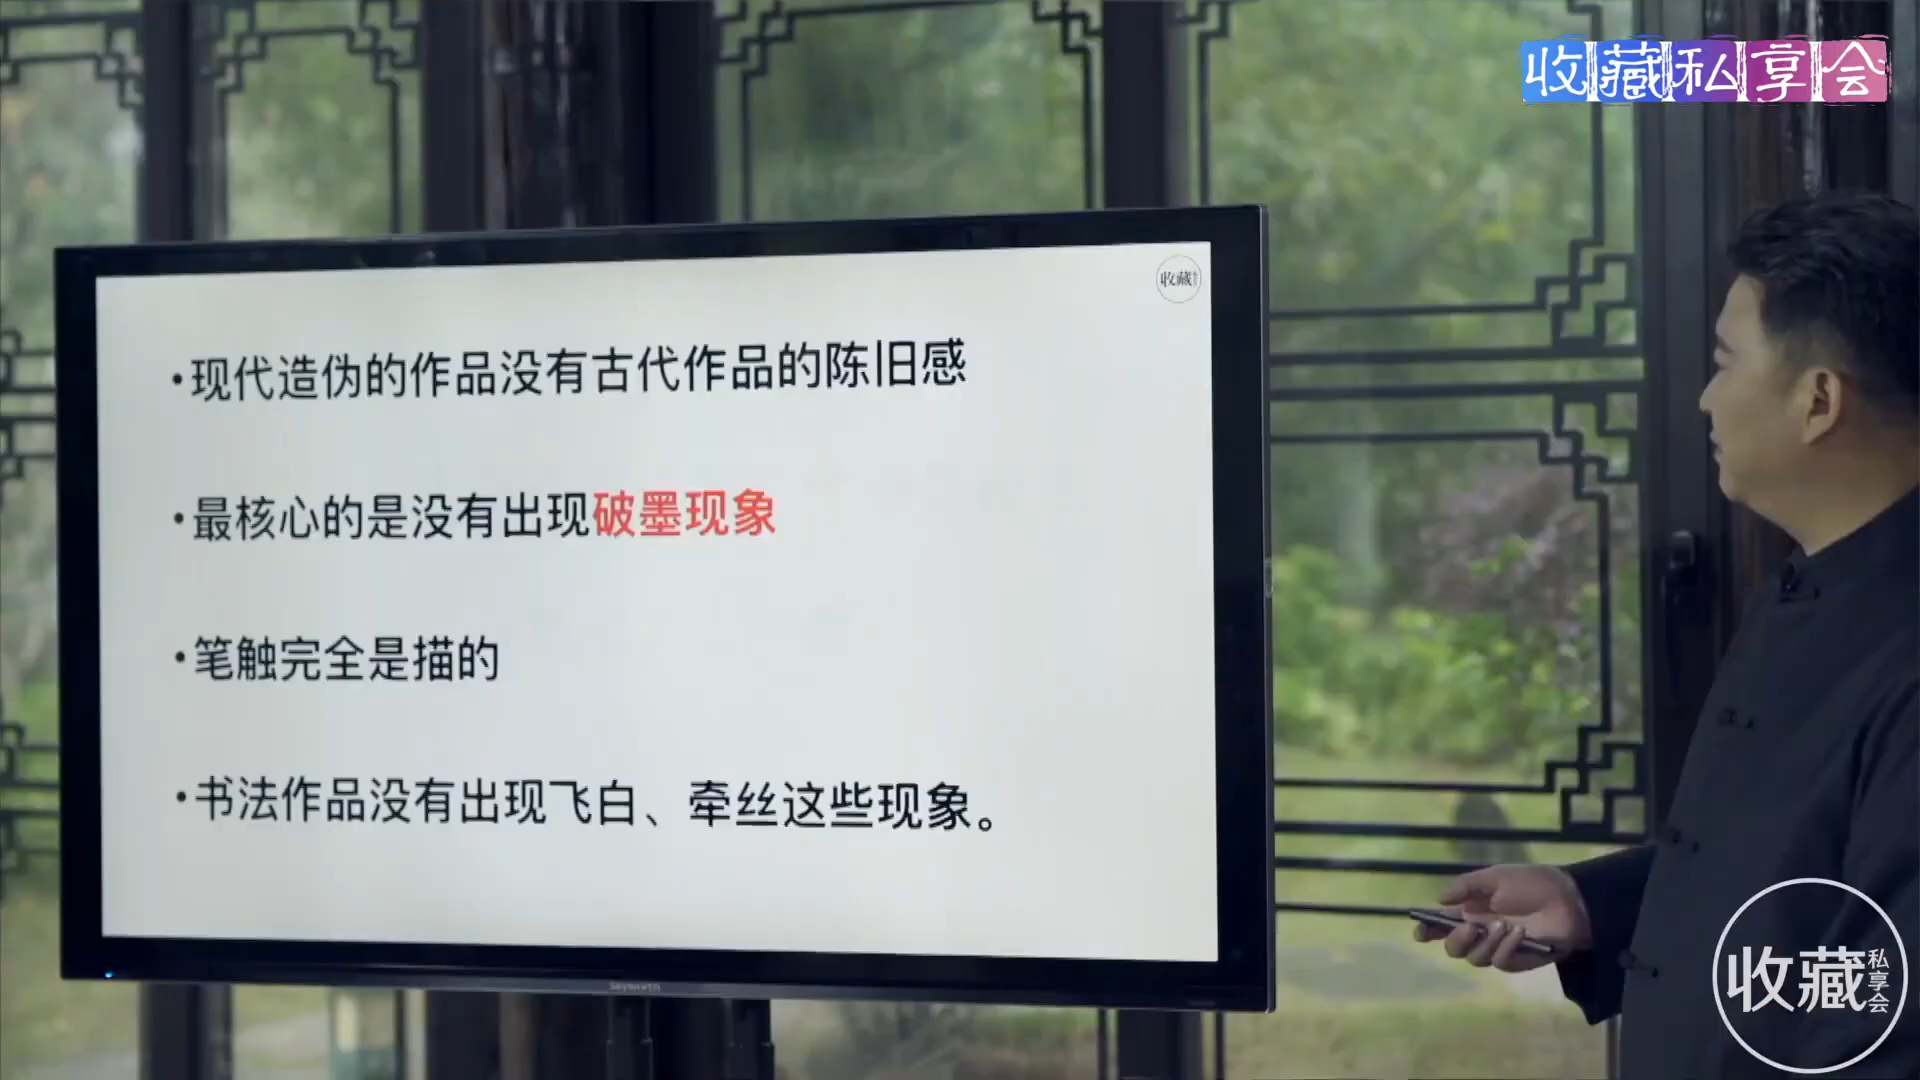 收藏私享会
收藏
•现代造伪的作品没有古代作品的陈旧感
•最核心的是没有出现破墨现象
•笔触完全是描的
•书法作品没有出现飞白、牵丝这些现象。
Skyworth
收藏私享会